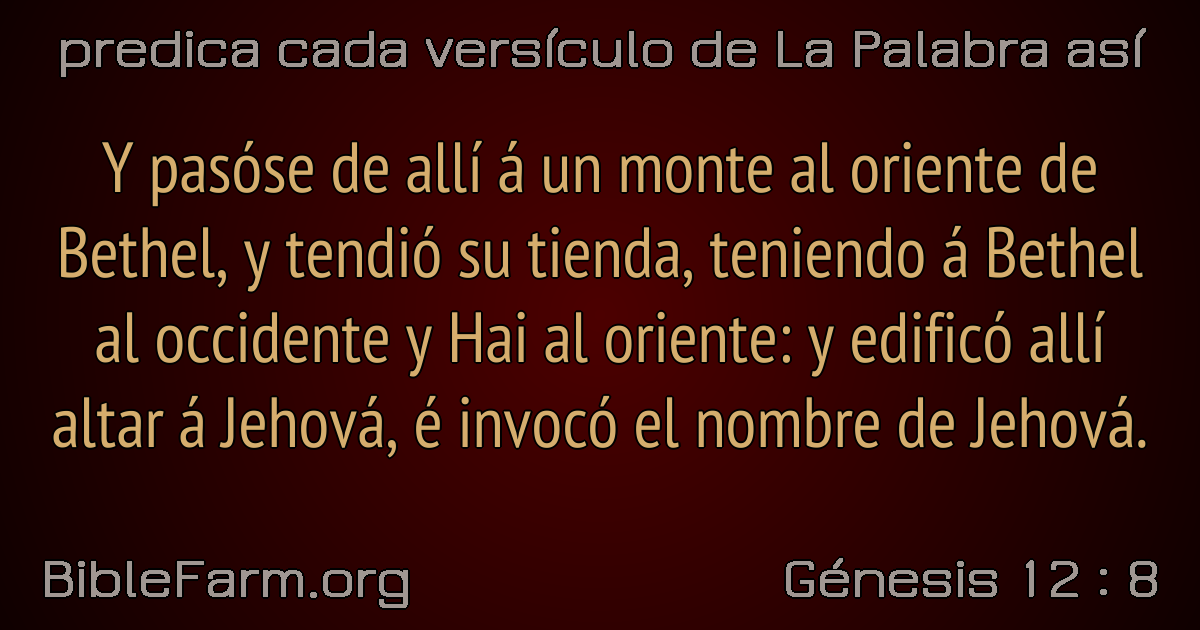 predica cada versículo de La Palabra así
Y pasóse de allí á un monte al oriente de
Bethel, y tendió su tienda, teniendo á Bethel
al occidente y Hai al oriente: y edificó allí
altar á Jehová, é invocó el nombre de Jehová.
BibleFarm.org
Génesis 12 : 8